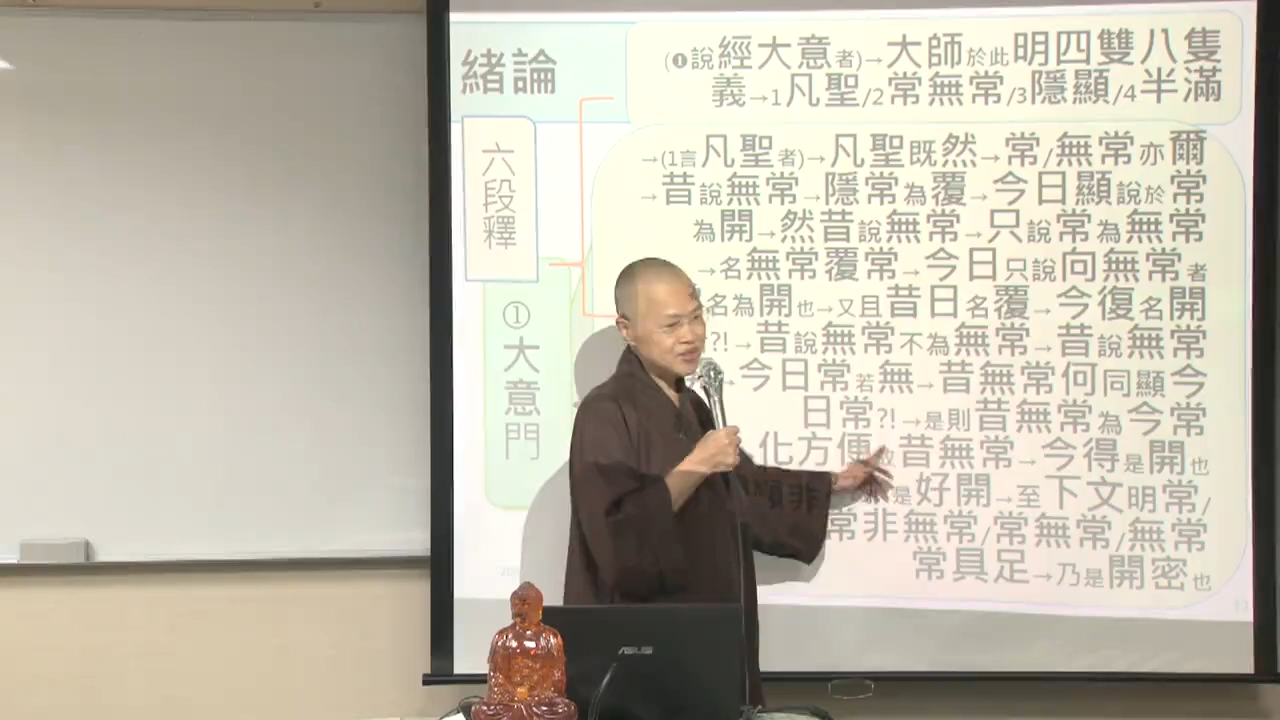 緒論
六段釋
①大意門
(❶說經大意者)→大師於此明四雙八隻
義→1凡聖/2常無常/3隱顯/4半滿
→(1言凡聖者)→凡聖既然→常/無常亦爾
→昔說無常→隱常為覆→今日顯說於常
為開→然昔說無常→只說常為無常
→名無常覆常→今日只說向無常者
名為開也→又且昔日名覆→今復名開
?!→昔說無常不為無常→昔說無常
→今日常若無→昔無常何同顯今
日常?!→是則昔無常為今常
化方便 昔無常→今得是開也
是好開→至下文明常/
常非無常/常無常/無常
常具足→乃是開密也
ASUS